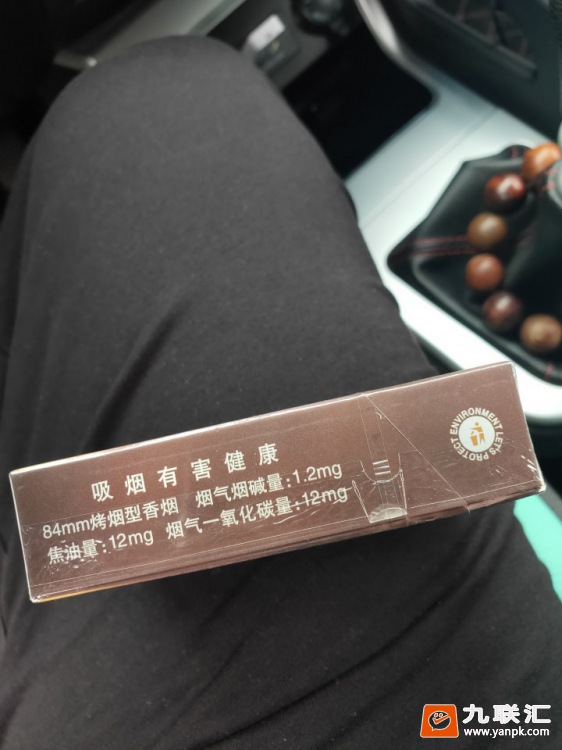 吸烟有害健康
84mm烤烟型香烟 烟气烟碱量:1.2mg
焦油量:12mg 烟气一氧化碳量:12mg
LET'S PROTECT ENVIRONMENT
九联汇
www.yanpk.com